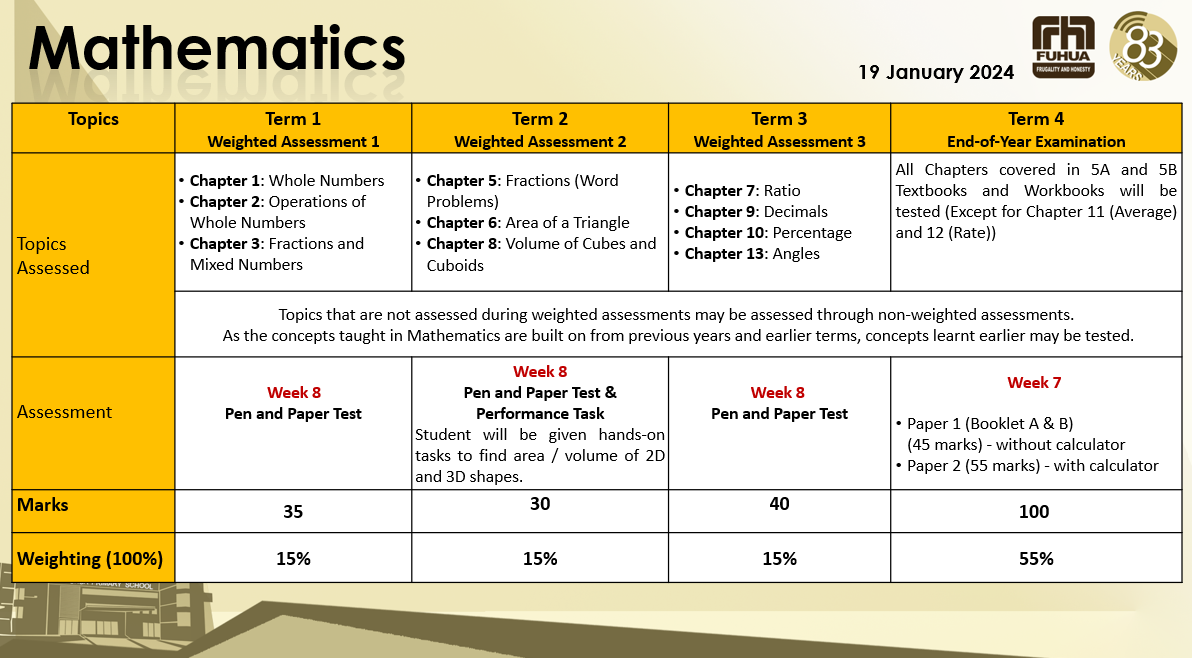 Mathematics
19 January 2024
FUHUA
FRUGALITY AND HONESTY
83
YEARS
Topics
Term 1
Weighted Assessment 1
Term 2
Weighted Assessment 2
Term 3
Weighted Assessment 3
Term 4
End-of-Year Examination
Topics
Assessed
• Chapter 1: Whole Numbers
• Chapter 2: Operations of
Whole Numbers
• Chapter 3: Fractions and
Mixed Numbers
• Chapter 5: Fractions (Word
Problems)
• Chapter 6: Area of a Triangle
• Chapter 8: Volume of Cubes and
Cuboids
• Chapter 7: Ratio
• Chapter 9: Decimals
• Chapter 10: Percentage
• Chapter 13: Angles
All Chapters covered in 5A and 5B
Textbooks and Workbooks will be
tested (Except for Chapter 11 (Average)
and 12 (Rate))
Topics that are not assessed during weighted assessments may be assessed through non-weighted assessments.
As the concepts taught in Mathematics are built on from previous years and earlier terms, concepts learnt earlier may be tested.
Assessment
Week 8
Pen and Paper Test
Week 8
Pen and Paper Test &
Performance Task
Student will be given hands-on
tasks to find area / volume of 2D
and 3D shapes.
Week 8
Pen and Paper Test
Week 7
• Paper 1 (Booklet A & B)
(45 marks) - without calculator
• Paper 2 (55 marks) - with calculator
Marks
35
30
40
100
Weighting (100%)
15%
15%
15%
55%
PRIMARY SCHOOL